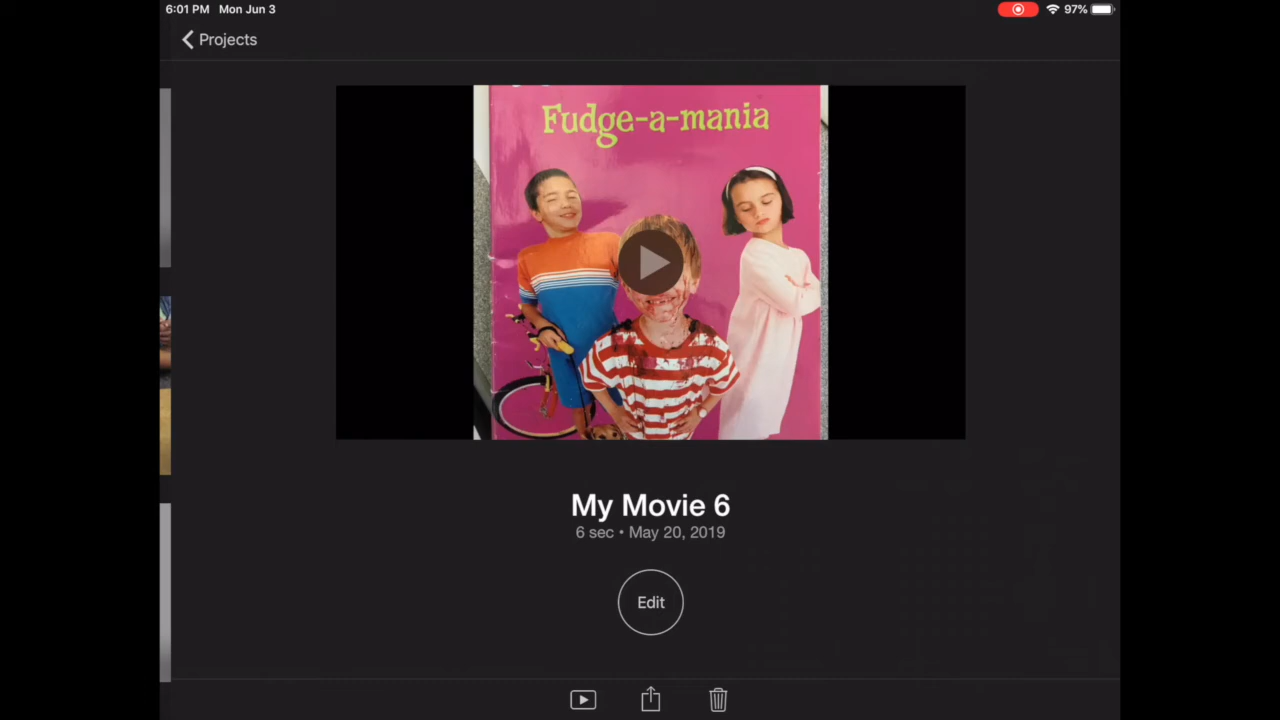 6:01 PM Mon Jun 3
97%
Projects
Fudge-a-mania
My Movie 6
6 sec • May 20, 2019
Edit